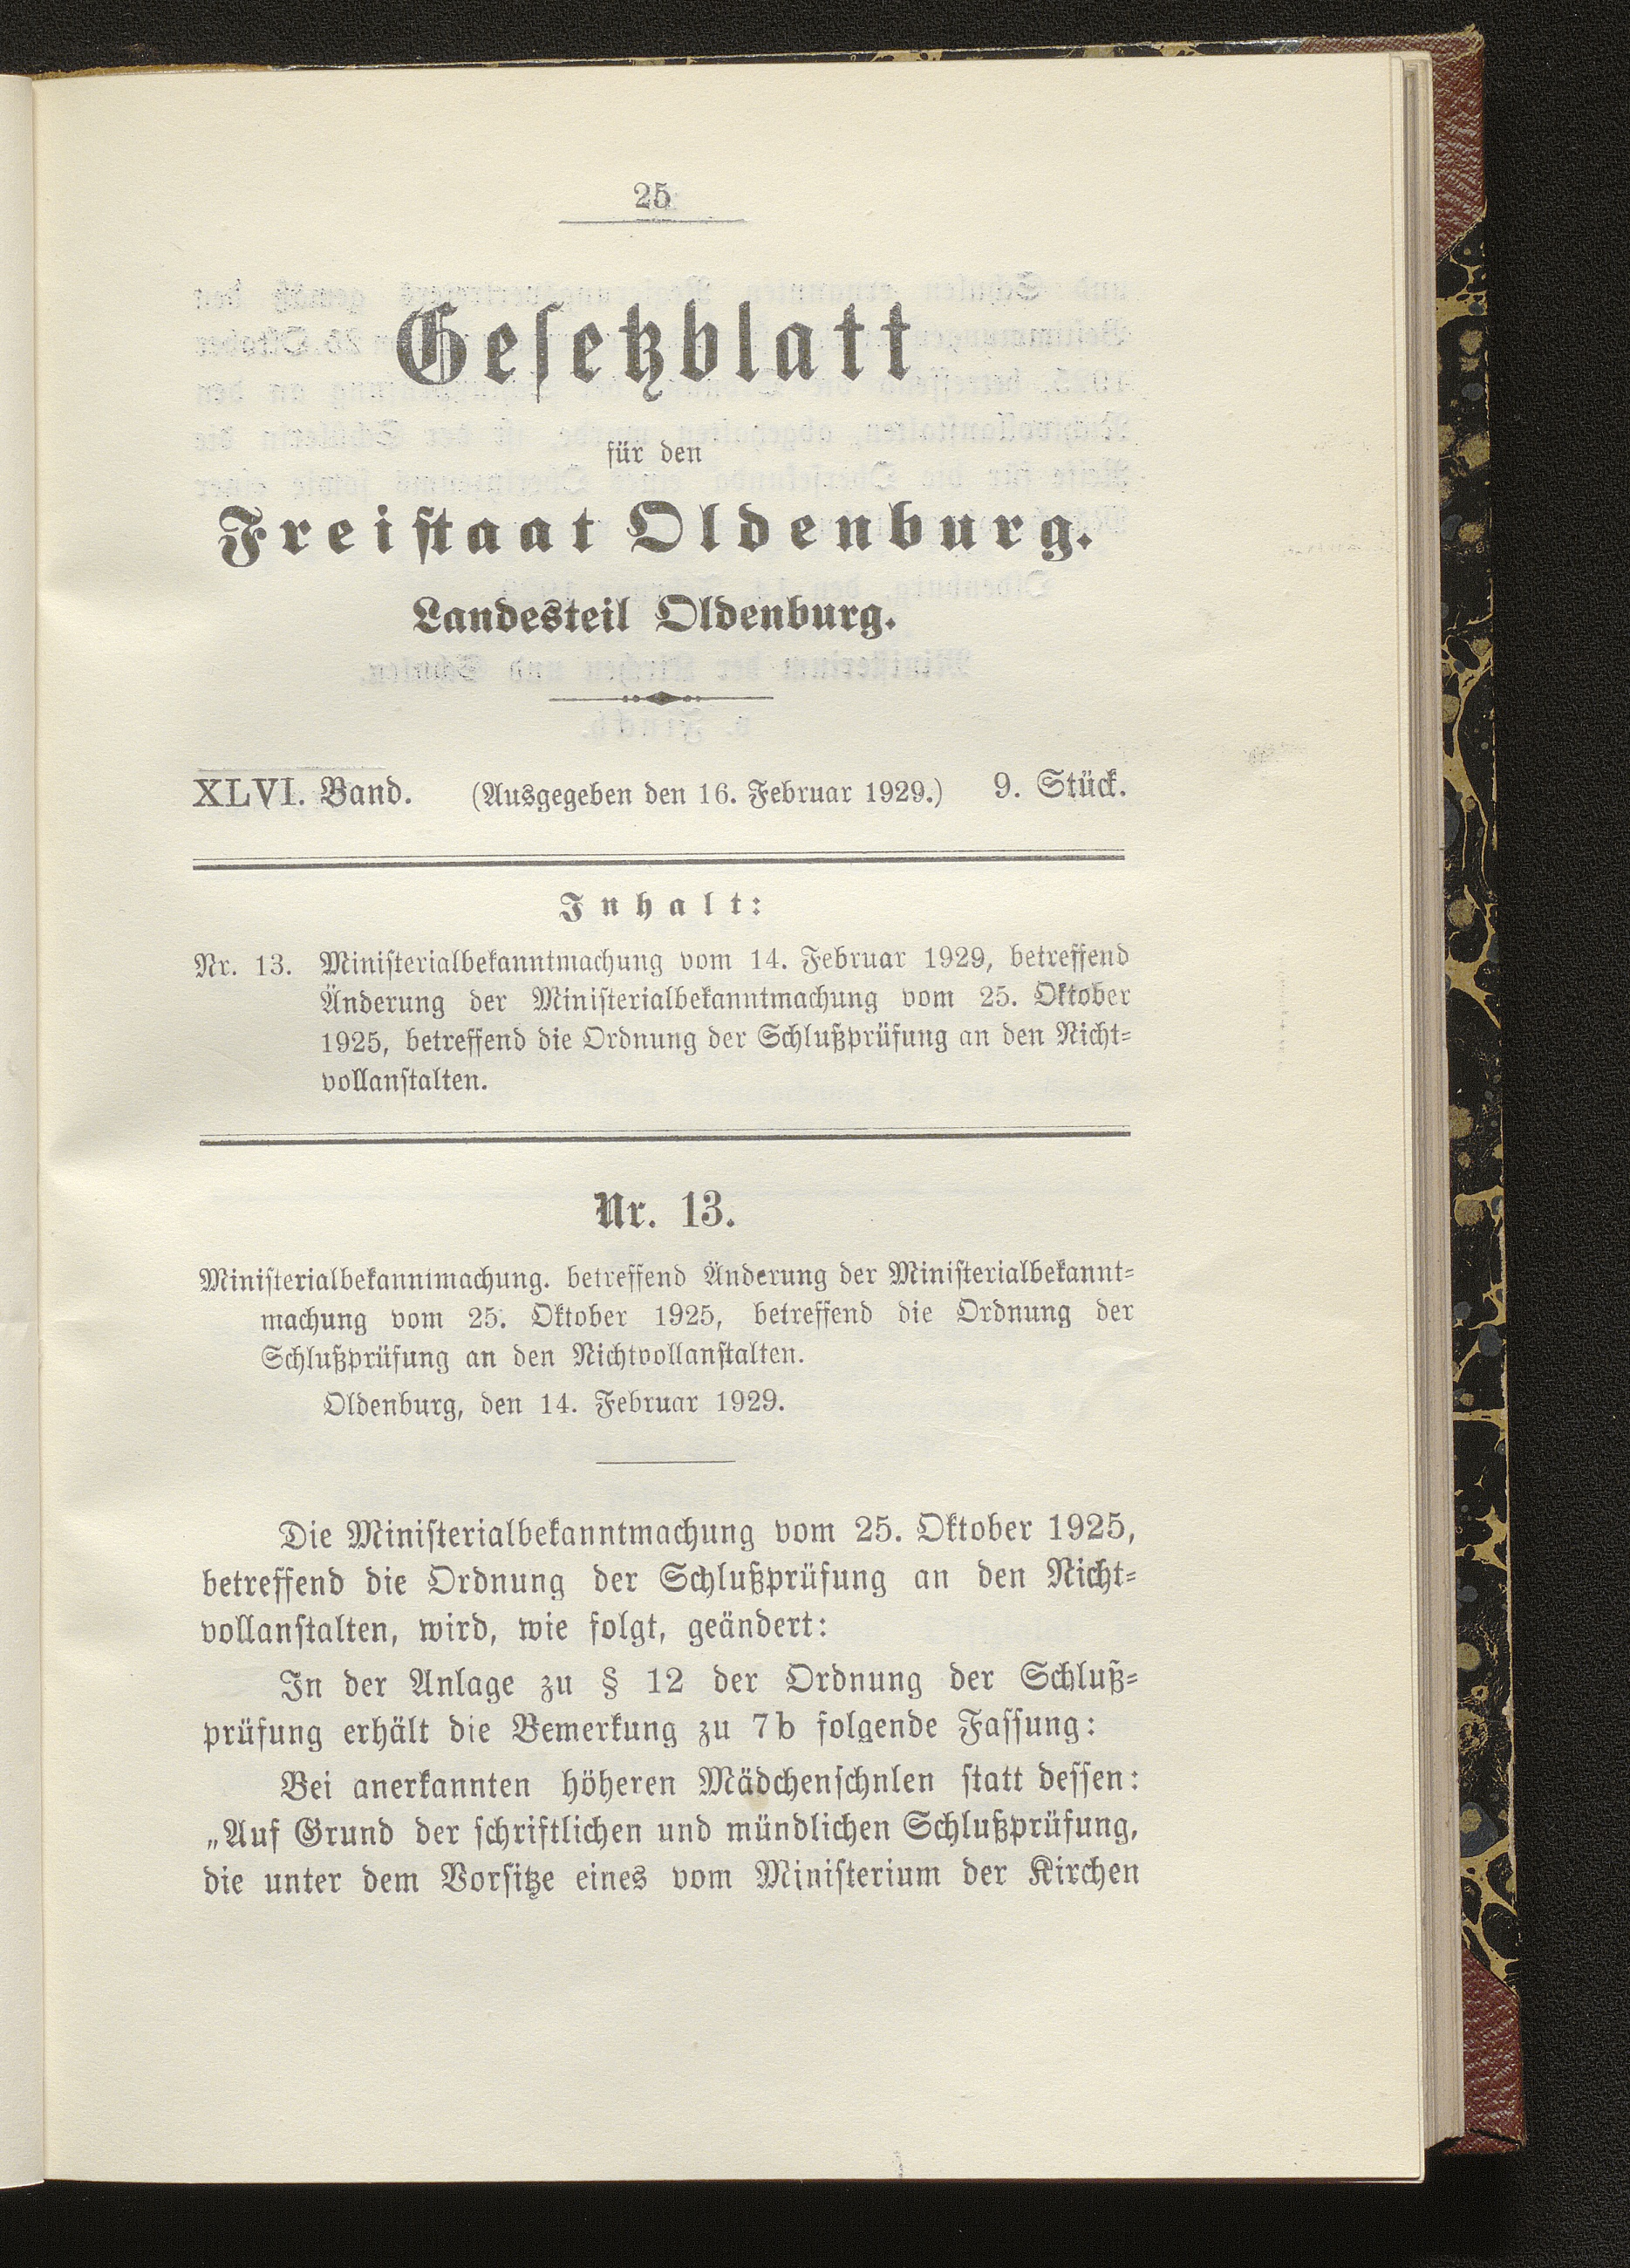 25
Gesetzblatt
für den
Freistaat Oldenburg.
Landesteil Oldenburg.
XLVI. Band. (Ausgegeben den 16. Februar 1929.) 9. Stück.
Inhalt:
Nr. 13. Ministerialbekanntmachung vom 14. Februar 1929, betreffend
Änderung der Ministerialbekanntmachung vom 25. Oktober
1925, betreffend die Ordnung der Schlußprüfung an den Nicht-
vollanstalten.
Nr. 13.
Ministerialbekanntmachung. betreffend Änderung der Ministerialbekannt-
machung vom 25. Oktober 1925, betreffend die Ordnung der
Schlußprüfung an den Nichtvollanstalten.
Oldenburg, den 14. Februar 1929.
Die Ministerialbekanntmachung vom 25. Oktober 1925,
betreffend die Ordnung der Schlußprüfung an den Nicht-
vollanstalten, wird, wie folgt, geändert:
In der Anlage zu § 12 der Ordnung der Schluß-
prüfung erhält die Bemerkung zu 7b folgende Fassung:
Bei anerkannten höheren Mädchenschnlen statt dessen:
„Auf Grund der schriftlichen und mündlichen Schlußprüfung,
die unter dem Vorsitze eines vom Ministerium der Kirchen